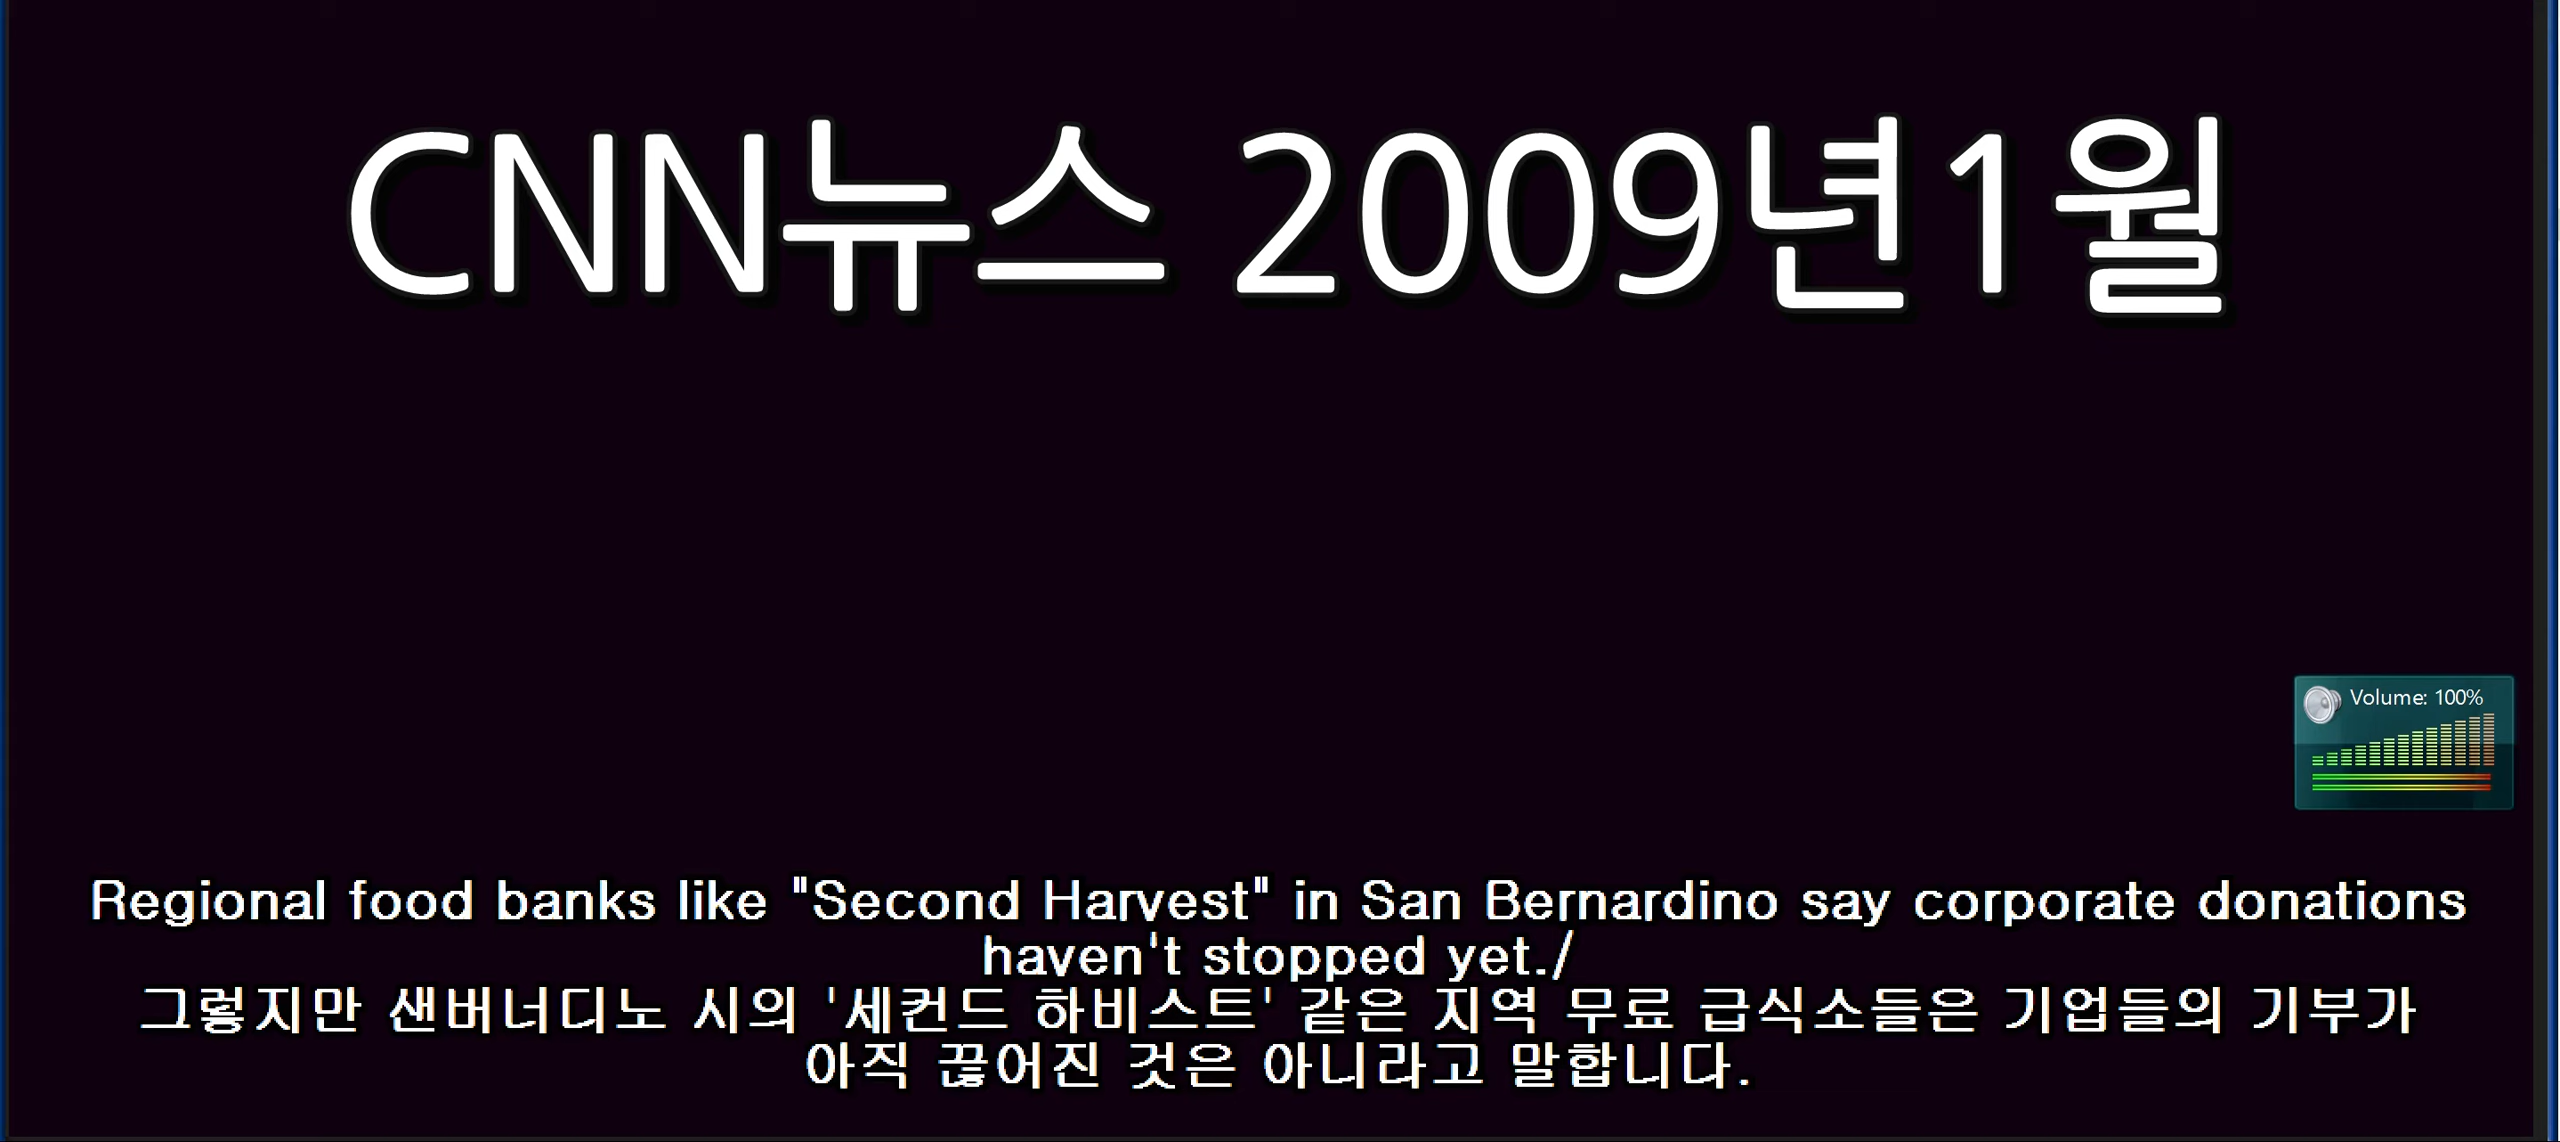 CNN뉴스 2009년1월
Volume: 100%
Regional food banks like "Second Harvest" in San Bernardino say corporate donations
haven't stopped yet./
그렇지만 샌버너디노 시의 '세컨드 하비스트' 같은 지역 무료 급식소들은 기업들의 기부가
아직 끊어진 것은 아니라고 말합니다.